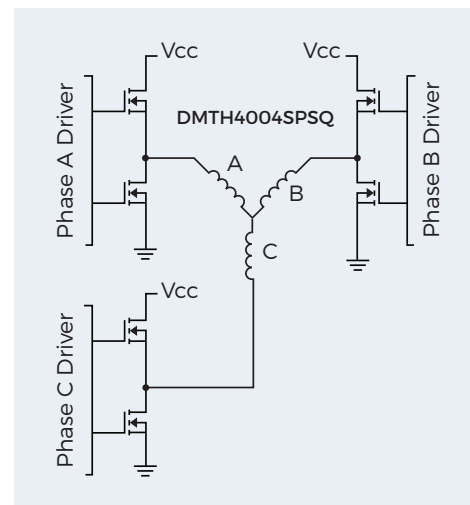 Vcc
Vcc
Phase A Driver
DMTH4004SPSQ
Phase B Driver
A
B
C
Vcc
Phase C Driver